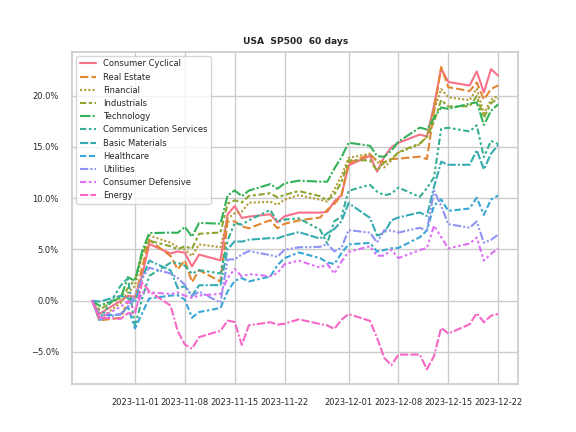 USA SP500 60 days
Consumer Cyclical
Real Estate
Financial
Industrials
Technology
Communication Services
Basic Materials
Healthcare
Utilities
Consumer Defensive
Energy
20.0%
15.0%
10.0%
5.0%
0.0%
−5.0%
2023-11-01 2023-11-08 2023-11-15 2023-11-22 2023-12-01 2023-12-08 2023-12-15 2023-12-22